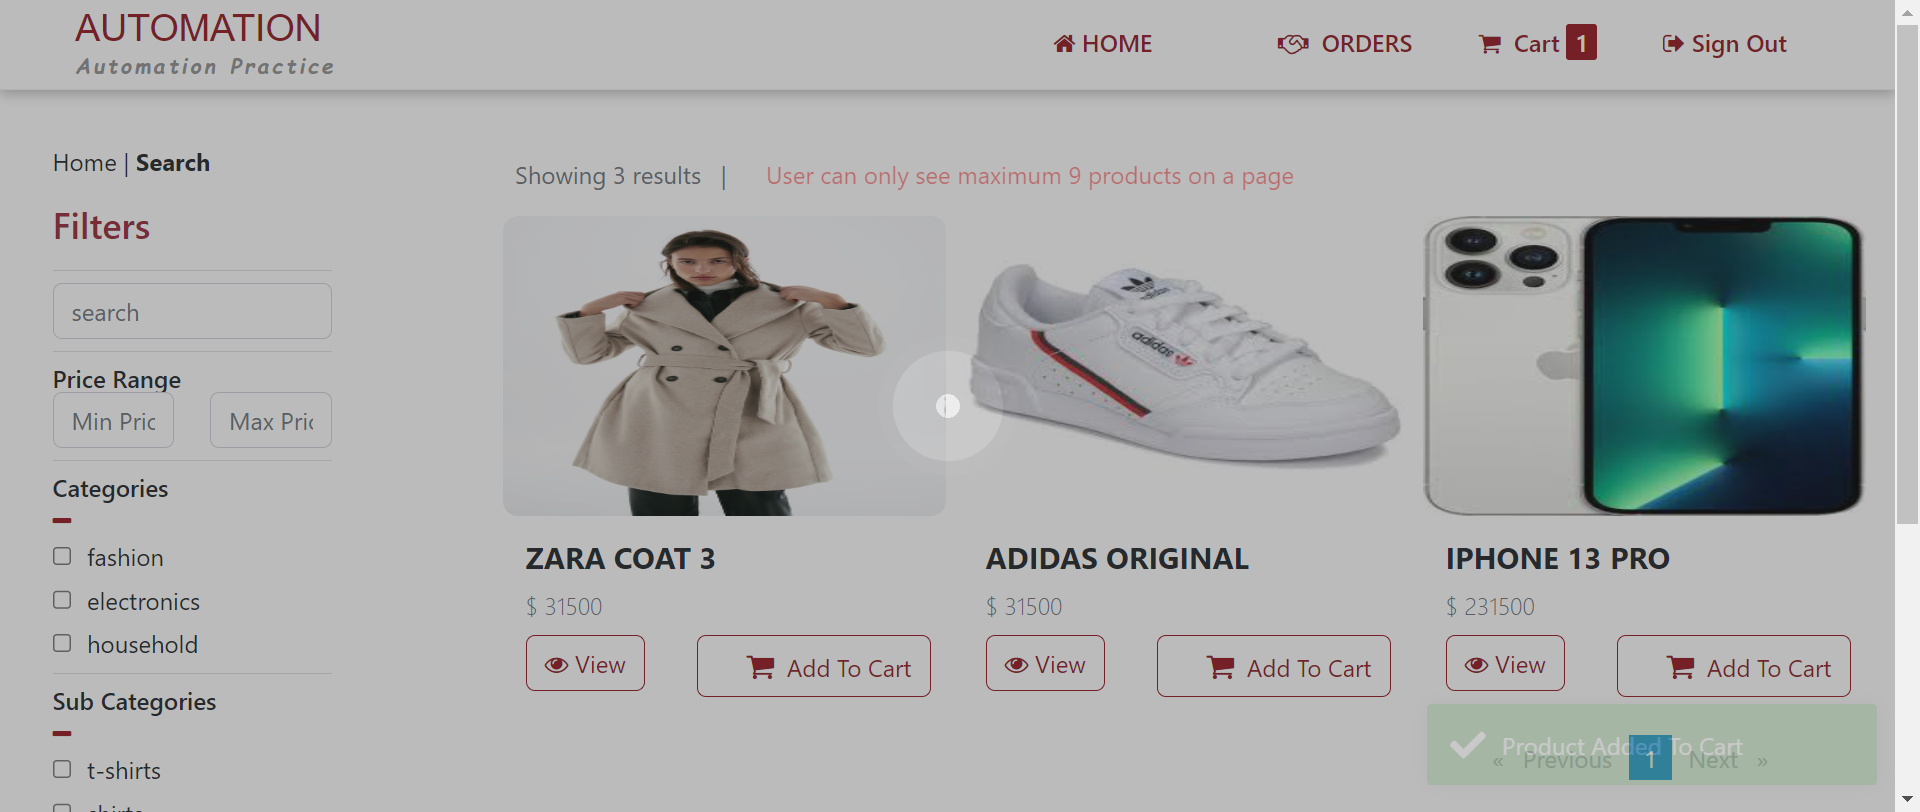 AUTOMATION
Automation Practice
HOME
ORDERS
Cart 1
Sign Out
Home | Search
Showing 3 results |
User can only see maximum 9 products on a page
Filters
search
Price Range
Min Pric
Max Pric
Categories
fashion
electronics
household
Sub Categories
t-shirts
shirts
adidas
ZARA COAT 3
$ 31500
View
Add To Cart
ADIDAS ORIGINAL
$ 31500
View
Add To Cart
IPHONE 13 PRO
$ 231500
View
Add To Cart
Product Added To Cart
« Previous 1 Next »